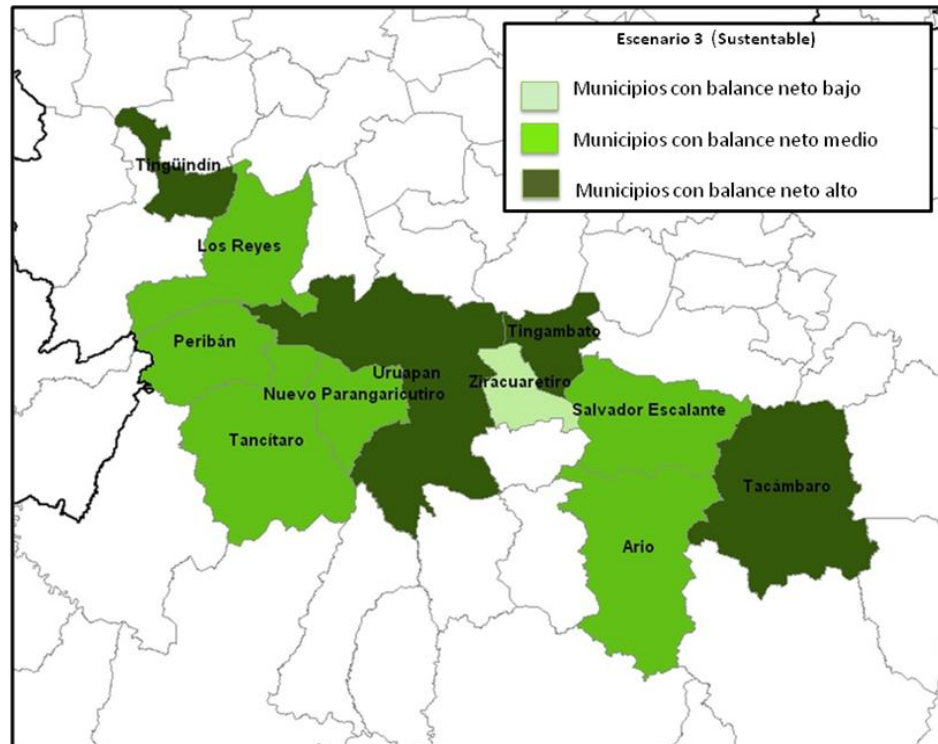 Escenario 3 (Sustentable)
Municipios con balance neto bajo
Municipios con balance neto medio
Municipios con balance neto alto
Tingüindín
Los Reyes
Peribán
Tingambato
Uruapan
Ziracuaretiro
Nuevo Parangaricutiro
Salvador Escalante
Tancítaro
Tacámbaro
Ario